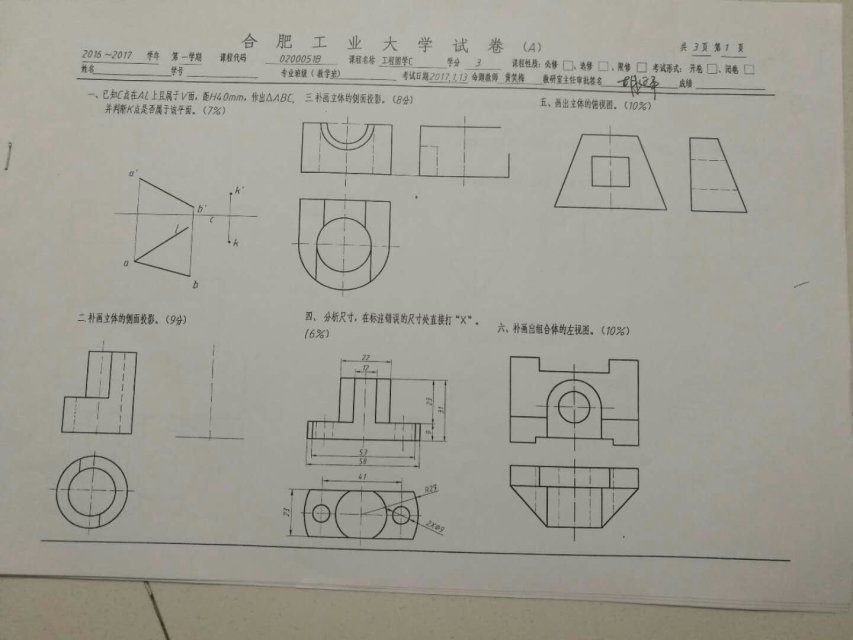 合肥工业大学试卷(A)
共 3 页 第 1 页
2016～2017 学年 第一学期 课程代码 0200051B 课程名称 工程图学C 学分 3 课程性质: 必修□、选修□、限修□ 考试形式: 开卷□、闭卷□
姓名 学号 专业班级(教学班) 考试日期 2017,1,13 命题教师 黄笑梅 教研室主任审批签名 成绩
一、已知C点在AL上且属于V面, 距H40mm, 作出△ABC,
并判断K点是否属于该平面。(7%)
a'
b'
c
k'
l
k
a
b
二 补画立体的侧面投影。(9分)
三 补画立体的侧面投影。(8分)
四、分析尺寸, 在标注错误的尺寸处直接打“X”。
(6%)
22
12
23
31
9
53
58
41
23
R29
2Xφ9
五、画出立体的俯视图。(10%)
六、补画出组合体的左视图。(10%)